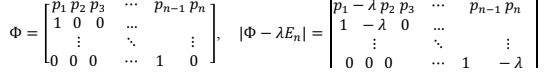 Φ = [ p₁ p₂ p₃ ⋯ pₙ₋₁ pₙ
1 0 0 …
⋮ ⋱ ⋮
0 0 0 ⋯ 1 0 ], |Φ − λEₙ| = | p₁ − λ p₂ p₃ ⋯ pₙ₋₁ pₙ
1 − λ 0 …
⋮ ⋱ ⋮
0 0 0 ⋯ 1 − λ